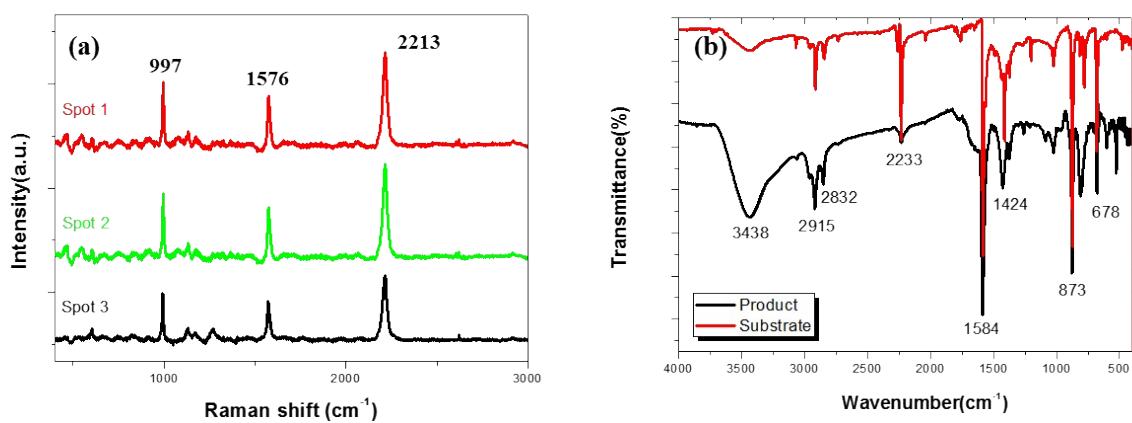 (a)
997
1576
2213
Spot 1
Spot 2
Spot 3
Intensity(a.u.)
1000
2000
3000
Raman shift (cm⁻¹)
(b)
2233
2832
1424
678
3438
2915
873
1584
Product
Substrate
Transmittance(%)
4000 3500 3000 2500 2000 1500 1000 500
Wavenumber(cm⁻¹)